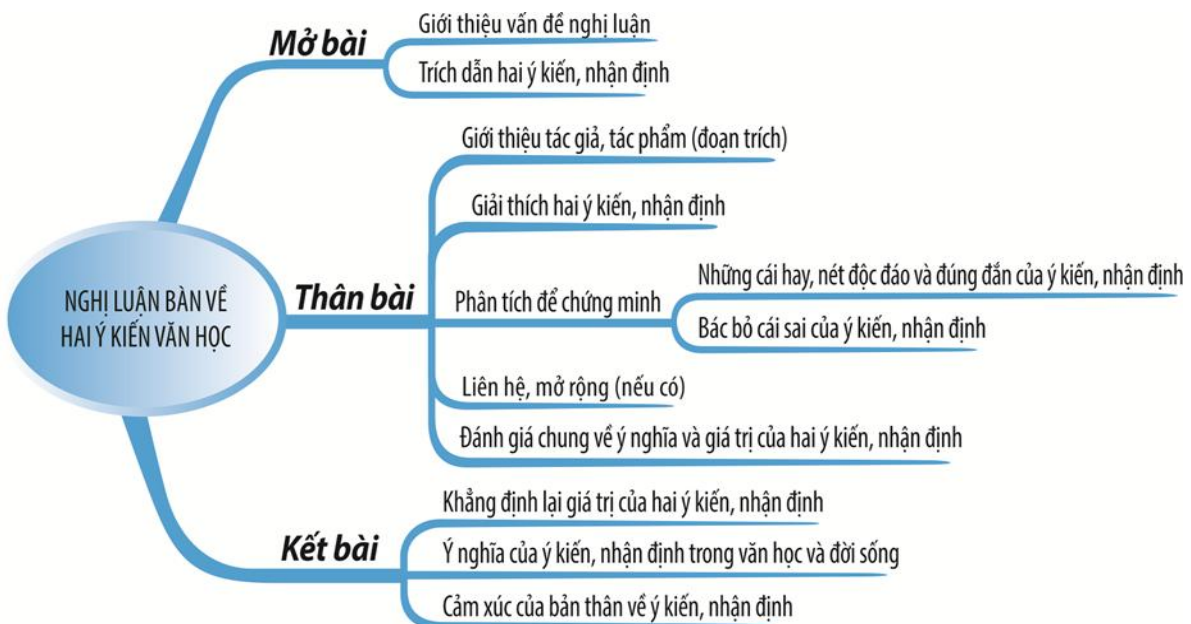 Mở bài
Giới thiệu vấn đề nghị luận
Trích dẫn hai ý kiến, nhận định
NGHỊ LUẬN BÀN VỀ
HAI Ý KIẾN VĂN HỌC
Thân bài
Giới thiệu tác giả, tác phẩm (đoạn trích)
Giải thích hai ý kiến, nhận định
Phân tích để chứng minh
Những cái hay, nét độc đáo và đúng đắn của ý kiến, nhận định
Bác bỏ cái sai của ý kiến, nhận định
Liên hệ, mở rộng (nếu có)
Đánh giá chung về ý nghĩa và giá trị của hai ý kiến, nhận định
Kết bài
Khẳng định lại giá trị của hai ý kiến, nhận định
Ý nghĩa của ý kiến, nhận định trong văn học và đời sống
Cảm xúc của bản thân về ý kiến, nhận định